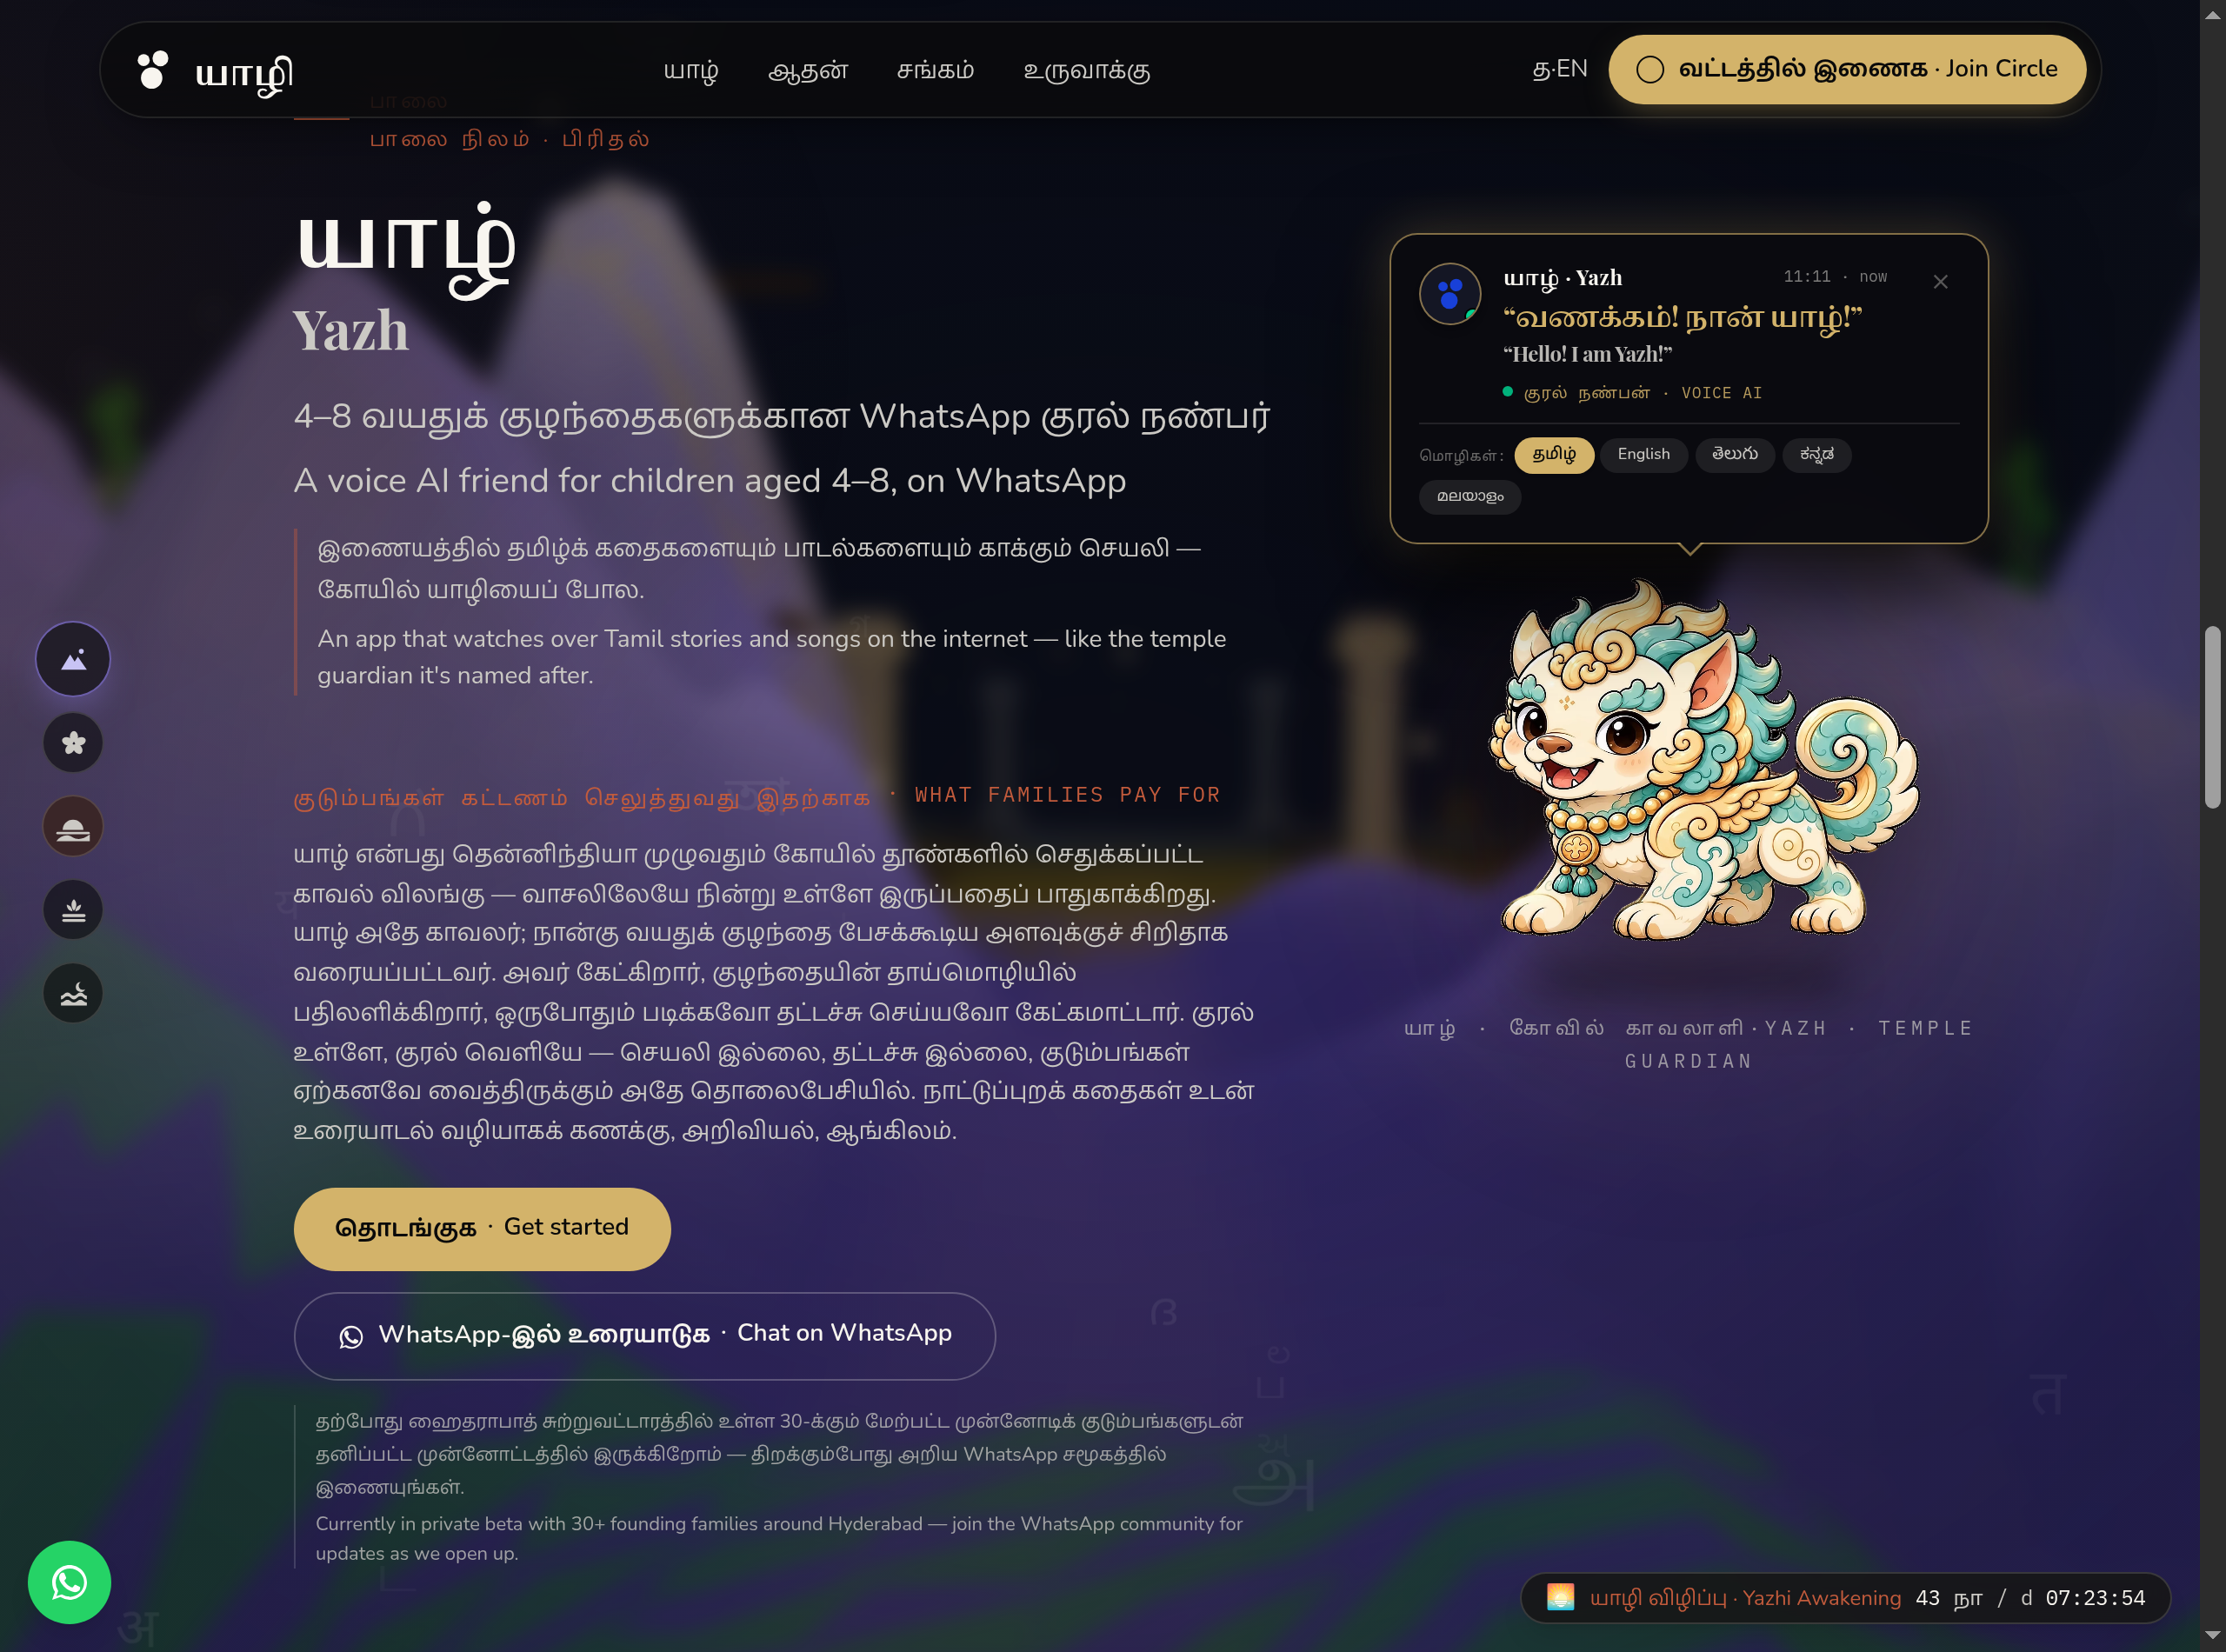 யாழி
யாழ்
ஆதன்
சங்கம்
உருவாக்கு
த·EN
வட்டத்தில் இணைக · Join Circle
பாலை
பாலை நிலம் · பிரிதல்
யாழ்
Yazh
4–8 வயதுக் குழந்தைகளுக்கான WhatsApp குரல் நண்பர்
A voice AI friend for children aged 4–8, on WhatsApp
இணையத்தில் தமிழ்க் கதைகளையும் பாடல்களையும் காக்கும் செயலி —
கோயில் யாழியைப் போல.
An app that watches over Tamil stories and songs on the internet — like the temple
guardian it's named after.
குடும்பங்கள் கட்டணம் செலுத்துவது இதற்காக · WHAT FAMILIES PAY FOR
யாழ் என்பது தென்னிந்தியா முழுவதும் கோயில் தூண்களில் செதுக்கப்பட்ட
காவல் விலங்கு — வாசலிலேயே நின்று உள்ளே இருப்பதைப் பாதுகாக்கிறது.
யாழ் அதே காவலர்; நான்கு வயதுக் குழந்தை பேசக்கூடிய அளவுக்குச் சிறிதாக
வரையப்பட்டவர். அவர் கேட்கிறார், குழந்தையின் தாய்மொழியில்
பதிலளிக்கிறார், ஒருபோதும் படிக்கவோ தட்டச்சு செய்யவோ கேட்கமாட்டார். குரல்
உள்ளே, குரல் வெளியே — செயலி இல்லை, தட்டச்சு இல்லை, குடும்பங்கள்
ஏற்கனவே வைத்திருக்கும் அதே தொலைபேசியில். நாட்டுப்புறக் கதைகள் உடன்
உரையாடல் வழியாகக் கணக்கு, அறிவியல், ஆங்கிலம்.
தொடங்குக · Get started
WhatsApp-இல் உரையாடுக · Chat on WhatsApp
தற்போது ஹைதராபாத் சுற்றுவட்டாரத்தில் உள்ள 30-க்கும் மேற்பட்ட முன்னோடிக் குடும்பங்களுடன்
தனிப்பட்ட முன்னோட்டத்தில் இருக்கிறோம் — திறக்கும்போது அறிய WhatsApp சமூகத்தில்
இணையுங்கள்.
Currently in private beta with 30+ founding families around Hyderabad — join the WhatsApp community for
updates as we open up.
யாழ் · Yazh
11:11 · now
“வணக்கம்! நான் யாழ்!”
“Hello! I am Yazh!”
குரல் நண்பன் · VOICE AI
மொழிகள்: தமிழ் English తెలుగు ಕನ್ನಡ
മലയാളം
யாழ் · கோவில் காவலாளி · YAZH · TEMPLE
GUARDIAN
யாழி விழிப்பு · Yazhi Awakening 43 நா / d 07:23:54
அ
त
अ